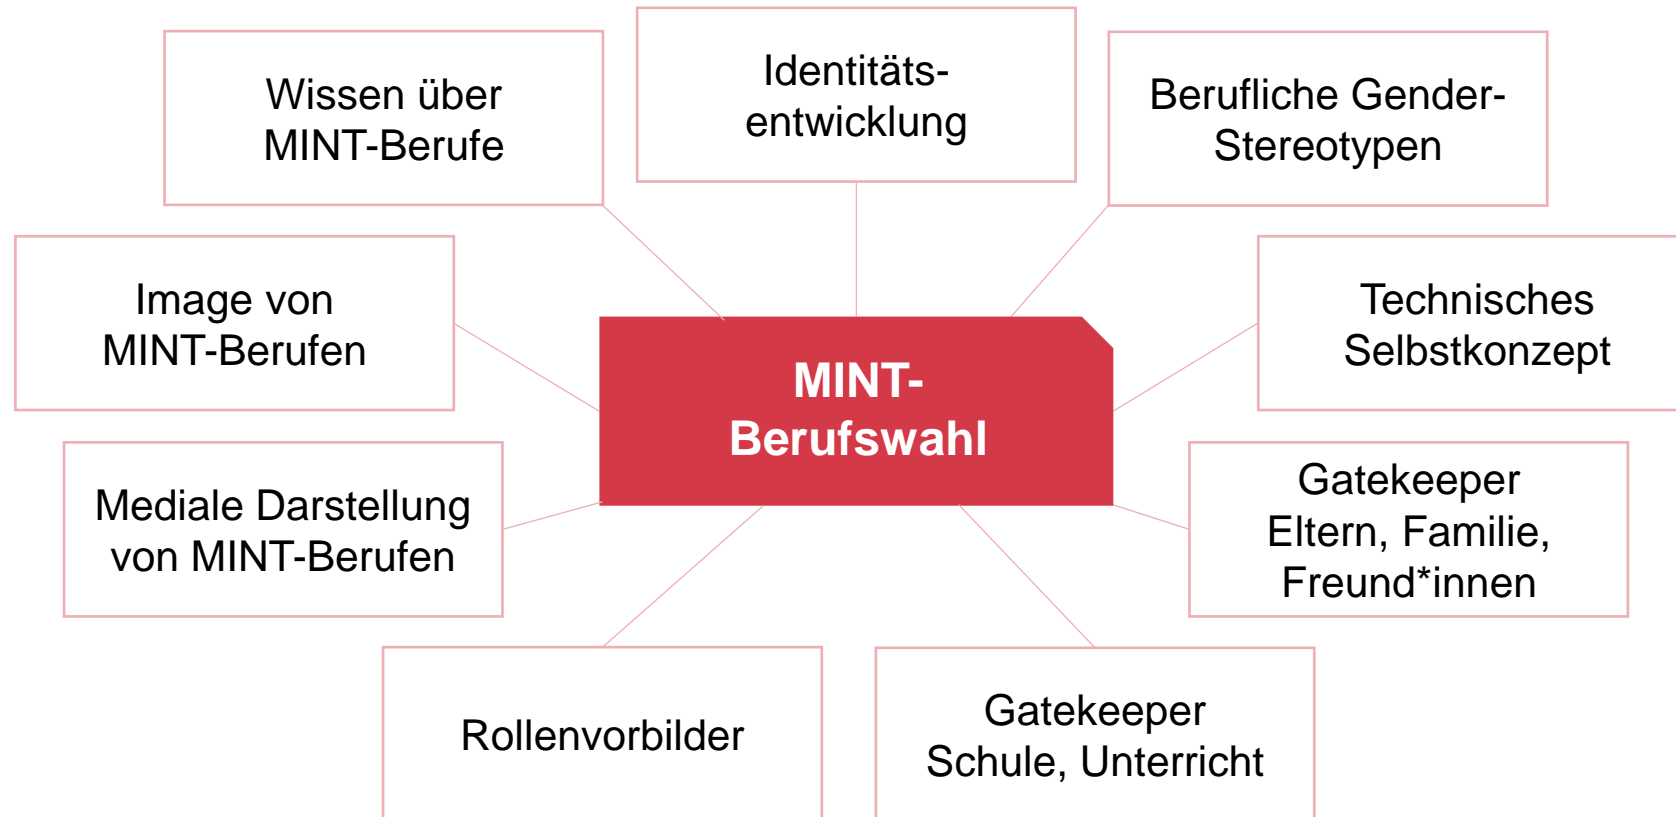 Identitäts-
entwicklung
Wissen über
MINT-Berufe
Berufliche Gender-
Stereotypen
Image von
MINT-Berufen
Technisches
Selbstkonzept
MINT-
Berufswahl
Mediale Darstellung
von MINT-Berufen
Gatekeeper
Eltern, Familie,
Freund*innen
Rollenvorbilder
Gatekeeper
Schule, Unterricht